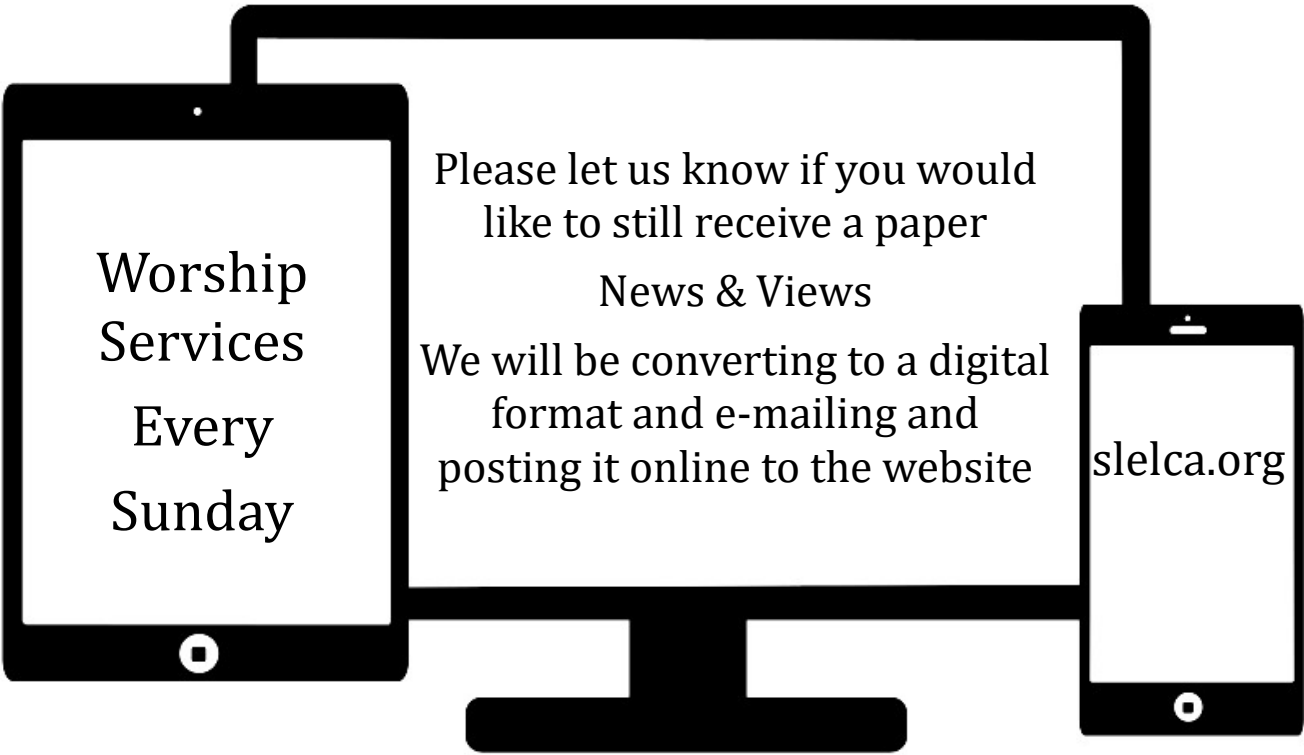 Worship
Services
Every
Sunday
Please let us know if you would
like to still receive a paper
News & Views
We will be converting to a digital
format and e-mailing and
posting it online to the website
slelca.org